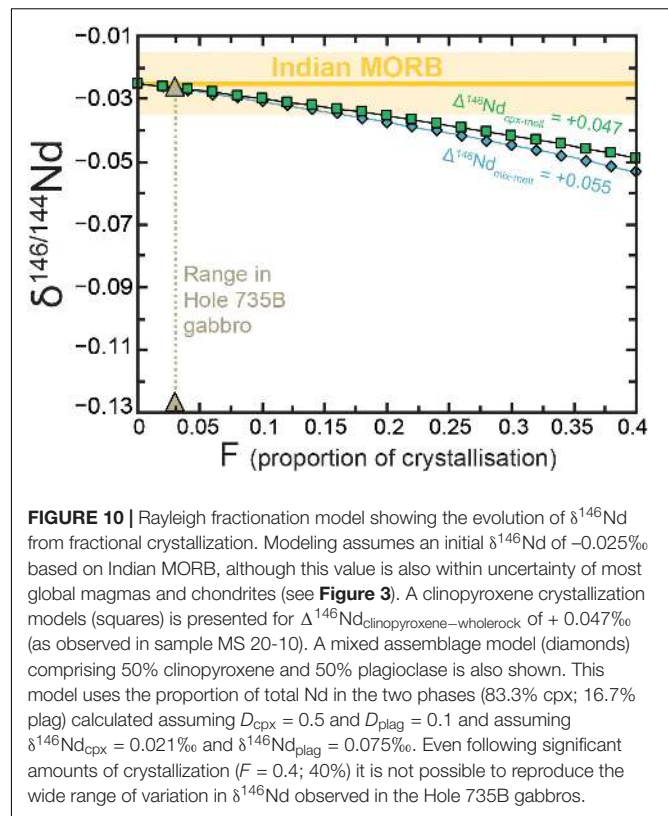 -0.01
Indian MORB
-0.03
Δ¹⁴⁶Nd cpx-melt = +0.047
-0.05
Δ¹⁴⁶Nd mix-melt = +0.055
δ¹⁴⁶/¹⁴⁴Nd
-0.07
Range in
Hole 735B
gabbro
-0.09
-0.11
-0.13
0 0.05 0.1 0.15 0.2 0.25 0.3 0.35 0.4
F (proportion of crystallisation)
FIGURE 10 | Rayleigh fractionation model showing the evolution of δ¹⁴⁶Nd
from fractional crystallization. Modeling assumes an initial δ¹⁴⁶Nd of –0.025‰
based on Indian MORB, although this value is also within uncertainty of most
global magmas and chondrites (see Figure 3). A clinopyroxene crystallization
models (squares) is presented for Δ¹⁴⁶Nd clinopyroxene–wholerock of + 0.047‰
(as observed in sample MS 20-10). A mixed assemblage model (diamonds)
comprising 50% clinopyroxene and 50% plagioclase is also shown. This
model uses the proportion of total Nd in the two phases (83.3% cpx; 16.7%
plag) calculated assuming Dcpx = 0.5 and Dplag = 0.1 and assuming
δ¹⁴⁶Ndcpx = 0.021‰ and δ¹⁴⁶Ndplag = 0.075‰. Even following significant
amounts of crystallization (F = 0.4; 40%) it is not possible to reproduce the
wide range of variation in δ¹⁴⁶Nd observed in the Hole 735B gabbros.